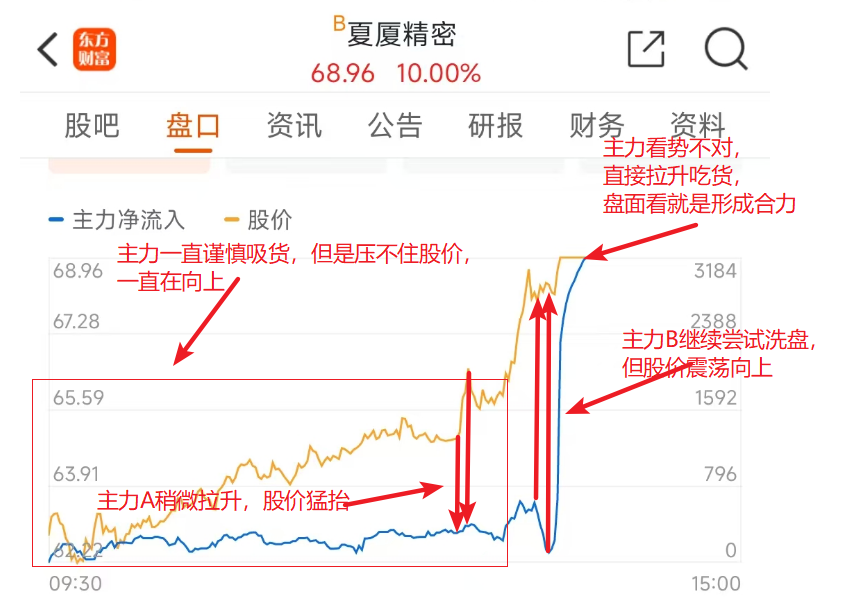 东方
财富
B夏厦精密
68.96 10.00%
股吧 盘口 资讯 公告 研报 财务 资料
主力看势不对，
直接拉升吃货，
盘面看就是形成合力
主力净流入 股价
主力一直谨慎吸货，但是压不住股价，
一直在向上
68.96 3184
67.28 2388
主力B继续尝试洗盘，
但股价震荡向上
65.59 1592
63.91 796
主力A稍微拉升，股价猛抬
62.22 0
09:30 15:00